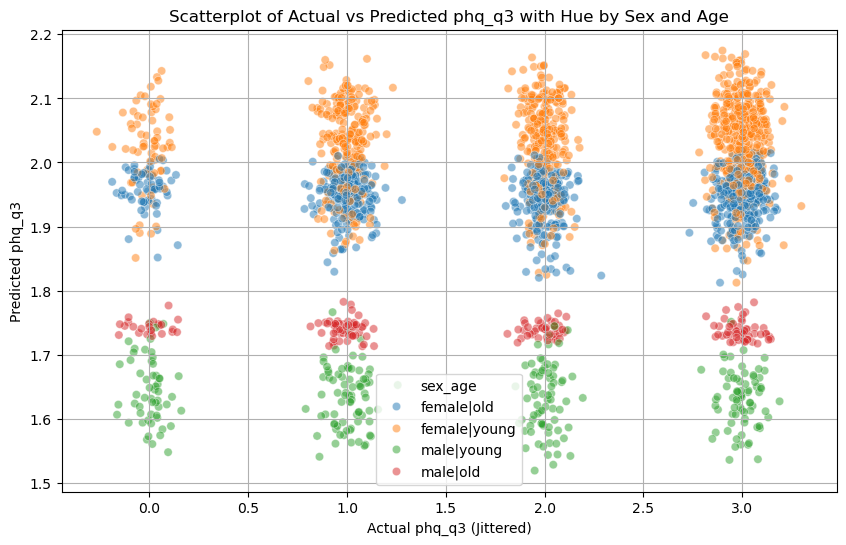 Scatterplot of Actual vs Predicted phq_q3 with Hue by Sex and Age
2.2
2.1
2.0
1.9
1.8
1.7
1.6
1.5
Predicted phq_q3
sex_age
female|old
female|young
male|young
male|old
0.0
1.0
1.0
1.5
2.0
2.5
3.0
Actual phq_q3 (Jittered)